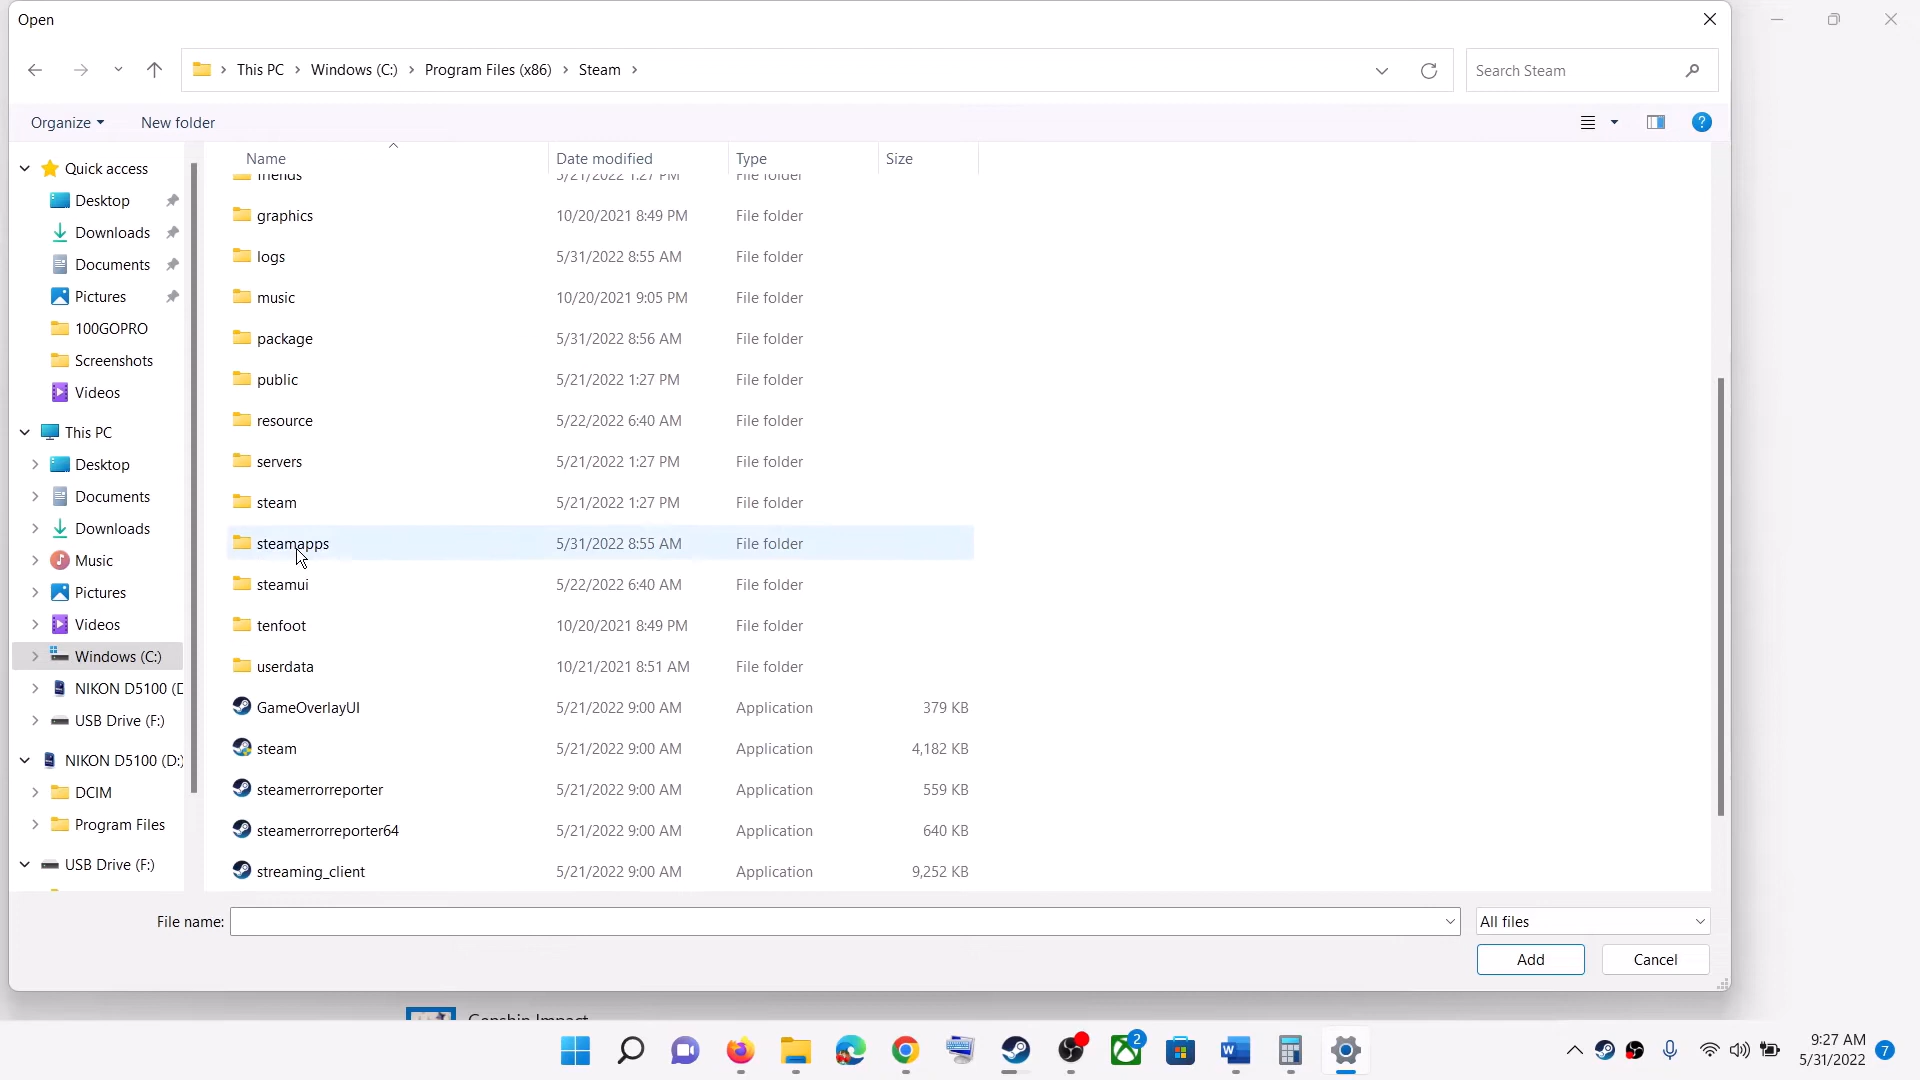 Open
This PC > Windows (C:) > Program Files (x86) > Steam >
Search Steam
Organize
New folder
?
Name
Date modified
Type
Size
friends 5/21/2022 1:27 PM File folder
graphics 10/20/2021 8:49 PM File folder
logs 5/31/2022 8:55 AM File folder
music 10/20/2021 9:05 PM File folder
package 5/31/2022 8:56 AM File folder
public 5/21/2022 1:27 PM File folder
resource 5/22/2022 6:40 AM File folder
servers 5/21/2022 1:27 PM File folder
steam 5/21/2022 1:27 PM File folder
steamapps 5/31/2022 8:55 AM File folder
steamui 5/22/2022 6:40 AM File folder
tenfoot 10/20/2021 8:49 PM File folder
userdata 10/21/2021 8:51 AM File folder
GameOverlayUI 5/21/2022 9:00 AM Application 379 KB
steam 5/21/2022 9:00 AM Application 4,182 KB
steamerrorreporter 5/21/2022 9:00 AM Application 559 KB
steamerrorreporter64 5/21/2022 9:00 AM Application 640 KB
streaming_client 5/21/2022 9:00 AM Application 9,252 KB
Quick access
Desktop
Downloads
Documents
Pictures
100GOPRO
Screenshots
Videos
This PC
Desktop
Documents
Downloads
Music
Pictures
Videos
Windows (C:)
NIKON D5100 (D
USB Drive (F:)
NIKON D5100 (D:)
DCIM
Program Files
USB Drive (F:)
File name:
All files
Add
Cancel
Genshin Impact
2
9:27 AM
5/31/2022
7